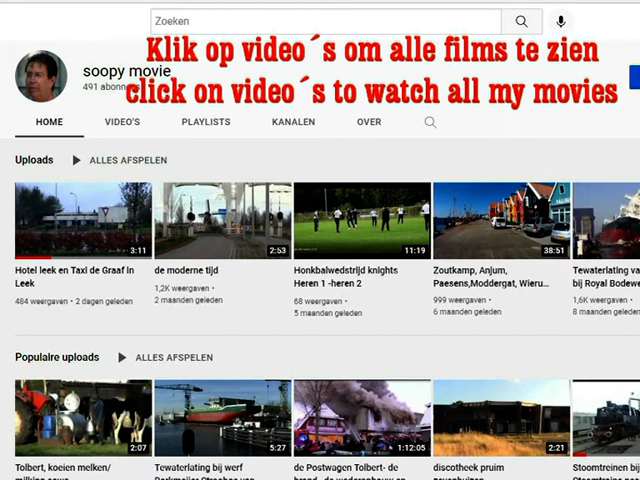 Zoeken
Klik op video´s om alle films te zien
soopy movie
491 abonn
click on video´s to watch all my movies
HOME VIDEO'S PLAYLISTS KANALEN OVER
Uploads ALLES AFSPELEN
3:11 2:53 11:19 38:51
Hotel leek en Taxi de Graaf in
Leek
484 weergaven • 2 dagen geleden
de moderne tijd
1,2K weergaven •
2 maanden geleden
Honkbalwedstrijd knights
Heren 1 -heren 2
68 weergaven •
5 maanden geleden
Zoutkamp, Anjum,
Paesens,Moddergat, Wieru...
999 weergaven •
6 maanden geleden
Tewaterlating va
bij Royal Bodewe
1,6K weergaven •
8 maanden geled
Populaire uploads ALLES AFSPELEN
2:07 5:27 1:12:05 2:21
Tolbert, koeien melken/
Tewaterlating bij werf
de Postwagen Tolbert- de
discotheek pruim
Stoomtreinen bij